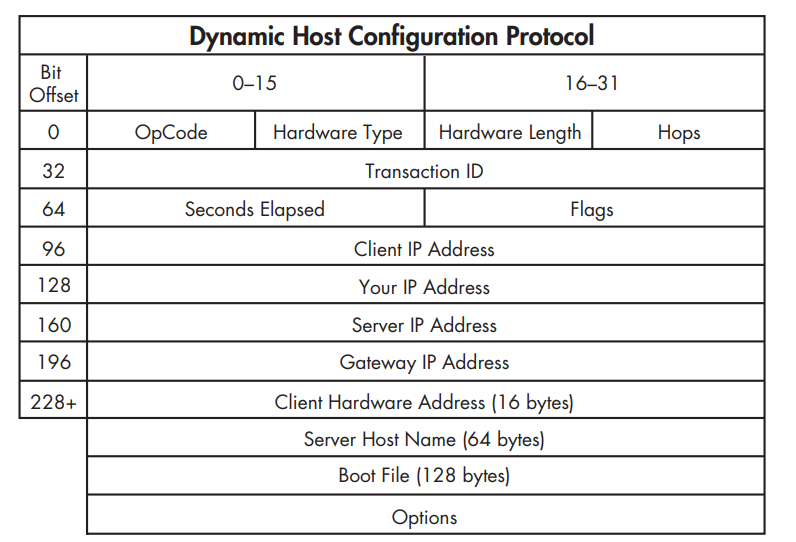 Dynamic Host Configuration Protocol
Bit
Offset
0–15
16–31
0
OpCode
Hardware Type
Hardware Length
Hops
32
Transaction ID
64
Seconds Elapsed
Flags
96
Client IP Address
128
Your IP Address
160
Server IP Address
196
Gateway IP Address
228+
Client Hardware Address (16 bytes)
Server Host Name (64 bytes)
Boot File (128 bytes)
Options